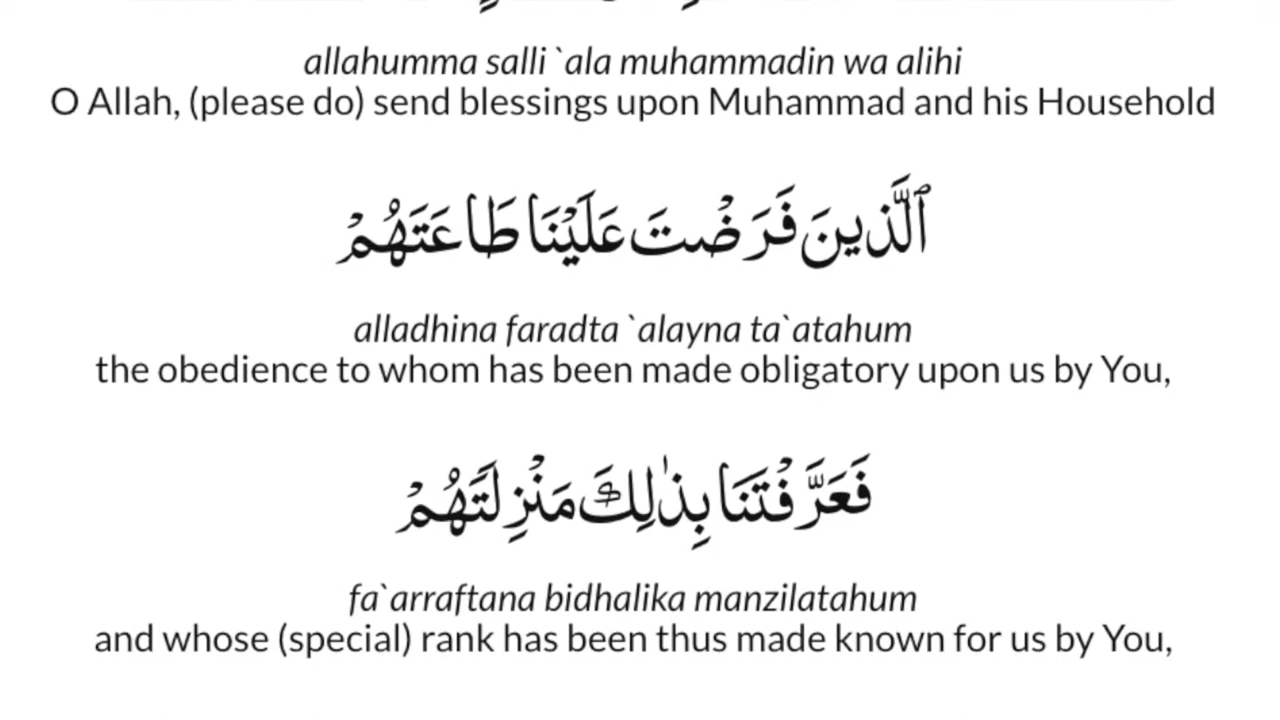 allahumma salli `ala muhammadin wa alihi
O Allah, (please do) send blessings upon Muhammad and his Household
ٱلَّذِينَ فَرَضْتَ عَلَيْنَا طَاعَتَهُمْ
alladhina faradta `alayna ta`atahum
the obedience to whom has been made obligatory upon us by You,
فَعَرَّفْتَنَا بِذٰلِكَ مَنْزِلَتَهُمْ
fa`arraftana bidhalika manzilatahum
and whose (special) rank has been thus made known for us by You,